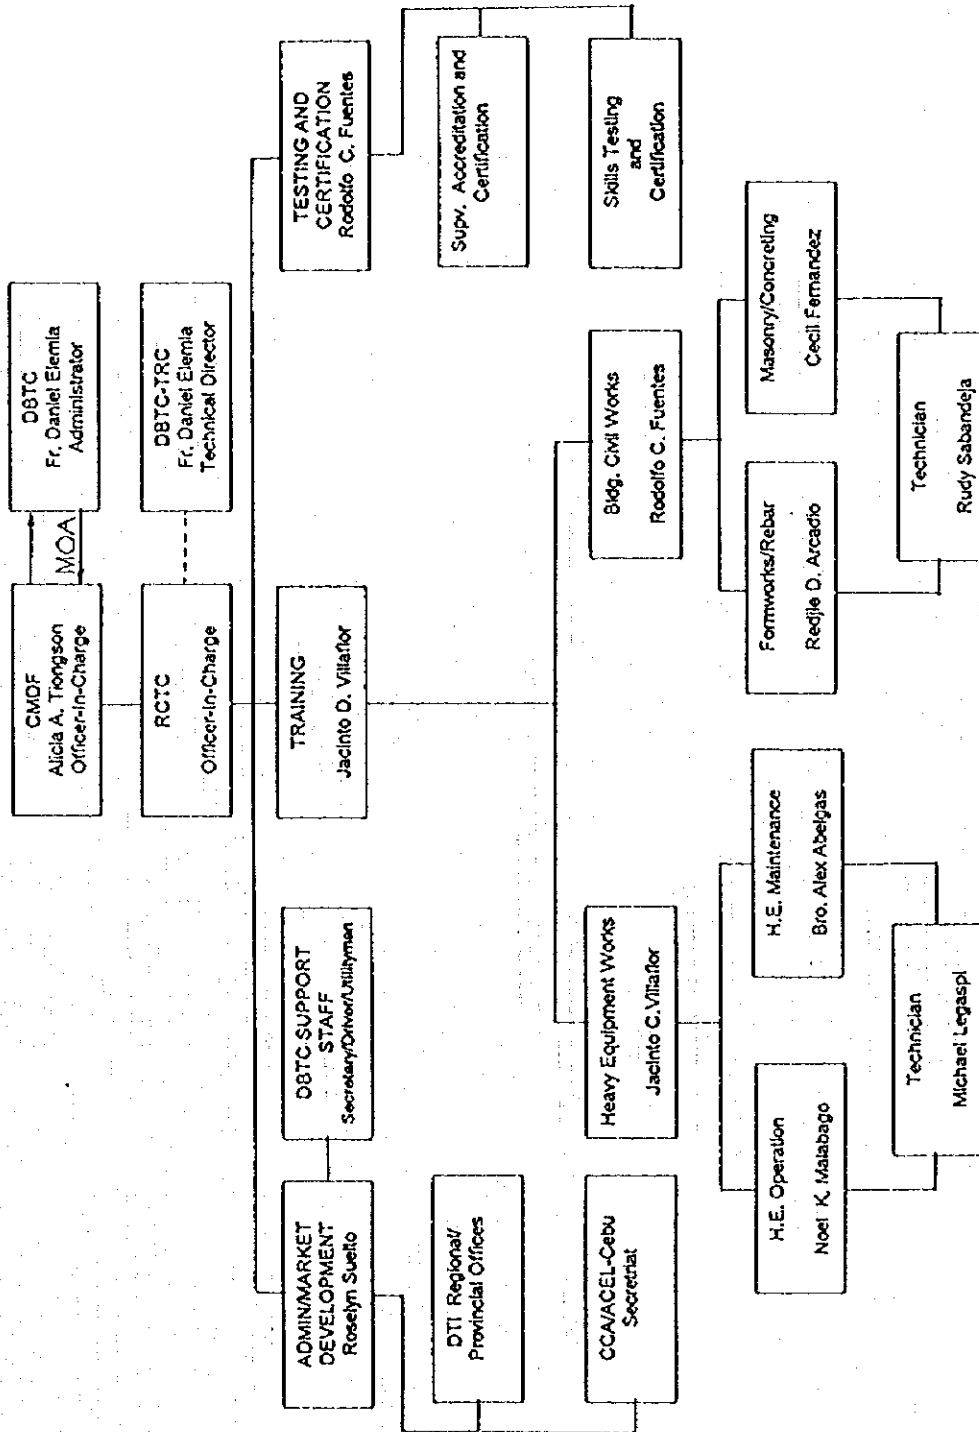 CMDF
Alicia A. Tiongson
Officer-In-Charge
MOA
DBTC
Fr. Daniel Elemia
Administrator
RCTC
Officer-In-Charge
DBTC-TRC
Fr. Daniel Elemia
Technical Director
ADMIN/MARKET
DEVELOPMENT
Roselyn Suello
DBTC SUPPORT
STAFF
Secretary/Driver/Utilityman
TRAINING
Jacinto D. Villaflor
TESTING AND
CERTIFICATION
Rodolfo C. Fuentes
DTI Regional/
Provincial Offices
Supv. Accreditation and
Certification
CCA/ACEL-Cebu
Secretriat
Heavy Equipment Works
Jacinto C.Villaflor
Bldg. Civil Works
Rodolfo C. Fuentes
Skills Testing
and
Certification
H.E. Operation
Noel K. Malabago
H.E. Maintenance
Bro. Alex Abelgas
Formworks/Rebar
Redjie D. Arcadio
Masonry/Concreting
Cecil Fernandez
Technician
Michael Legaspi
Technician
Rudy Sabandeja